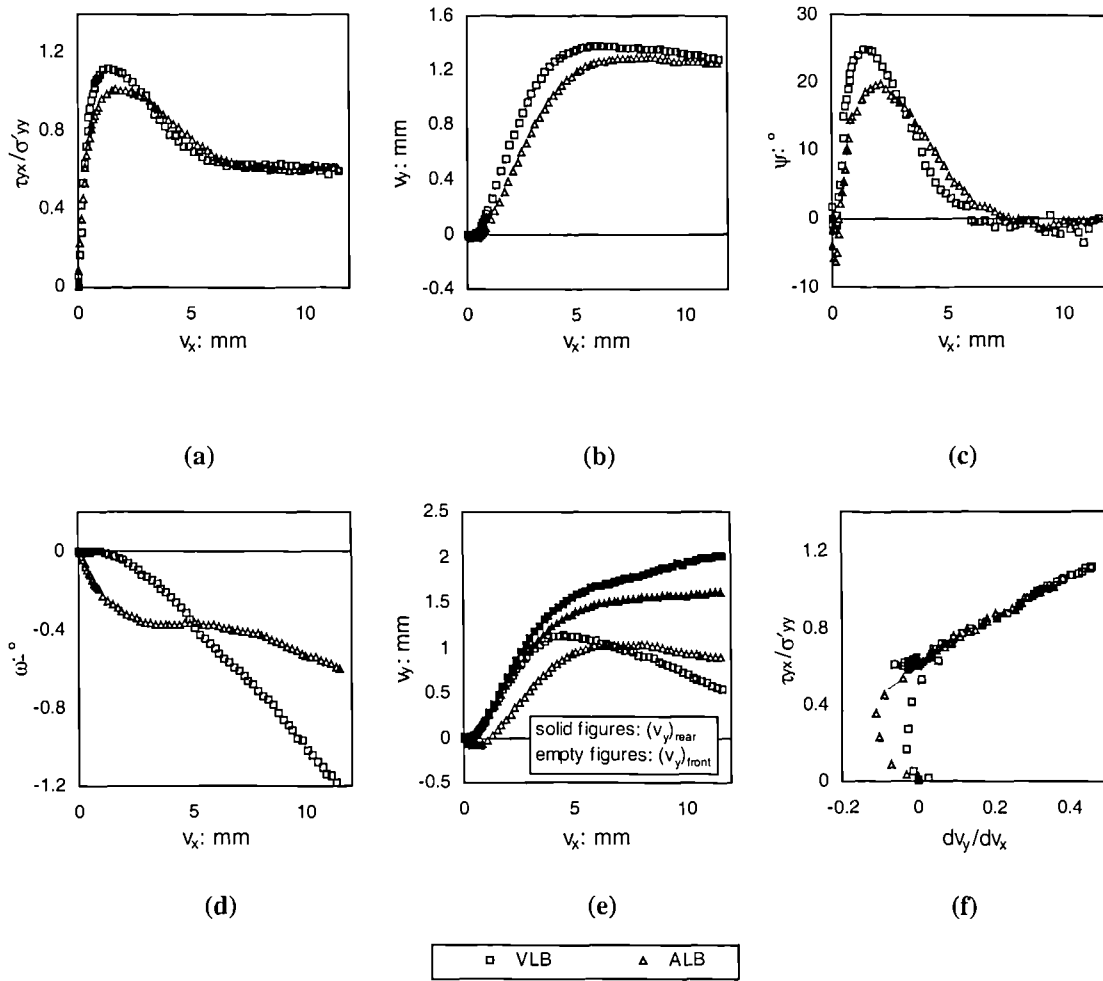 1.2
0.8
0.4
0
τyx/σ'yy
0 5 10
vx: mm
(a)
1.6
1.2
0.8
0.4
0
-0.4
vy: mm
0 5 10
vx: mm
(b)
30
20
10
0
-10
ψ: °
0 5 10
vx: mm
(c)
0
-0.4
-0.8
-1.2
ω: °
0 5 10
vx: mm
(d)
2.5
2
1.5
1
0.5
0
-0.5
vy: mm
solid figures: (vy)rear
empty figures: (vy)front
0 5 10
vx: mm
(e)
1.2
0.8
0.4
0
τyx/σ'yy
-0.2 0 0.2 0.4
dvy/dvx
(f)
VLB ALB